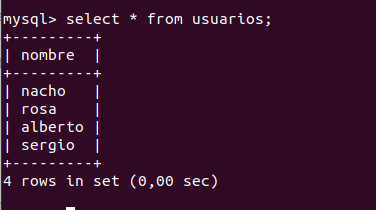 mysql> select * from usuarios;
+---------+
| nombre  |
+---------+
| nacho   |
| rosa    |
| alberto |
| sergio  |
+---------+
4 rows in set (0,00 sec)